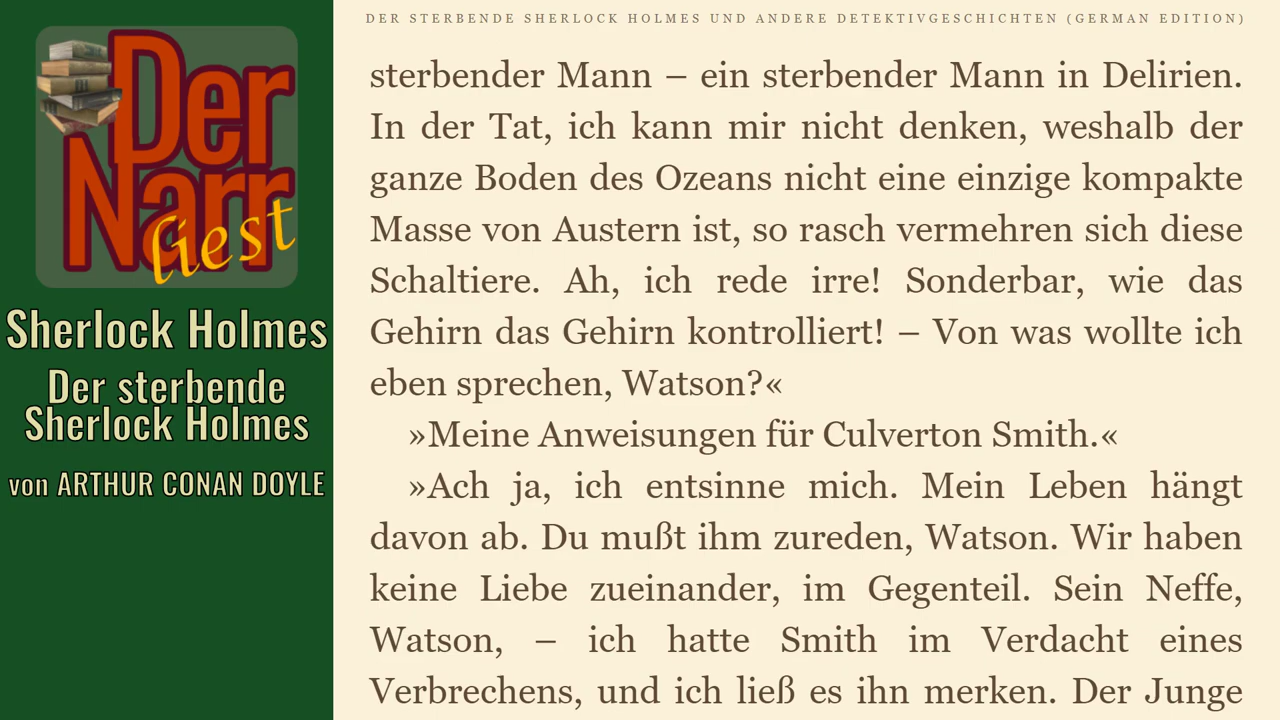 Der
Narr
liest
Sherlock Holmes
Der sterbende
Sherlock Holmes
von ARTHUR CONAN DOYLE
DER STERBENDE SHERLOCK HOLMES UND ANDERE DETEKTIVGESCHICHTEN (GERMAN EDITION)
sterbender Mann – ein sterbender Mann in Delirien.
In der Tat, ich kann mir nicht denken, weshalb der
ganze Boden des Ozeans nicht eine einzige kompakte
Masse von Austern ist, so rasch vermehren sich diese
Schaltiere. Ah, ich rede irre! Sonderbar, wie das
Gehirn das Gehirn kontrolliert! – Von was wollte ich
eben sprechen, Watson?«
»Meine Anweisungen für Culverton Smith.«
»Ach ja, ich entsinne mich. Mein Leben hängt
davon ab. Du mußt ihm zureden, Watson. Wir haben
keine Liebe zueinander, im Gegenteil. Sein Neffe,
Watson, – ich hatte Smith im Verdacht eines
Verbrechens, und ich ließ es ihn merken. Der Junge